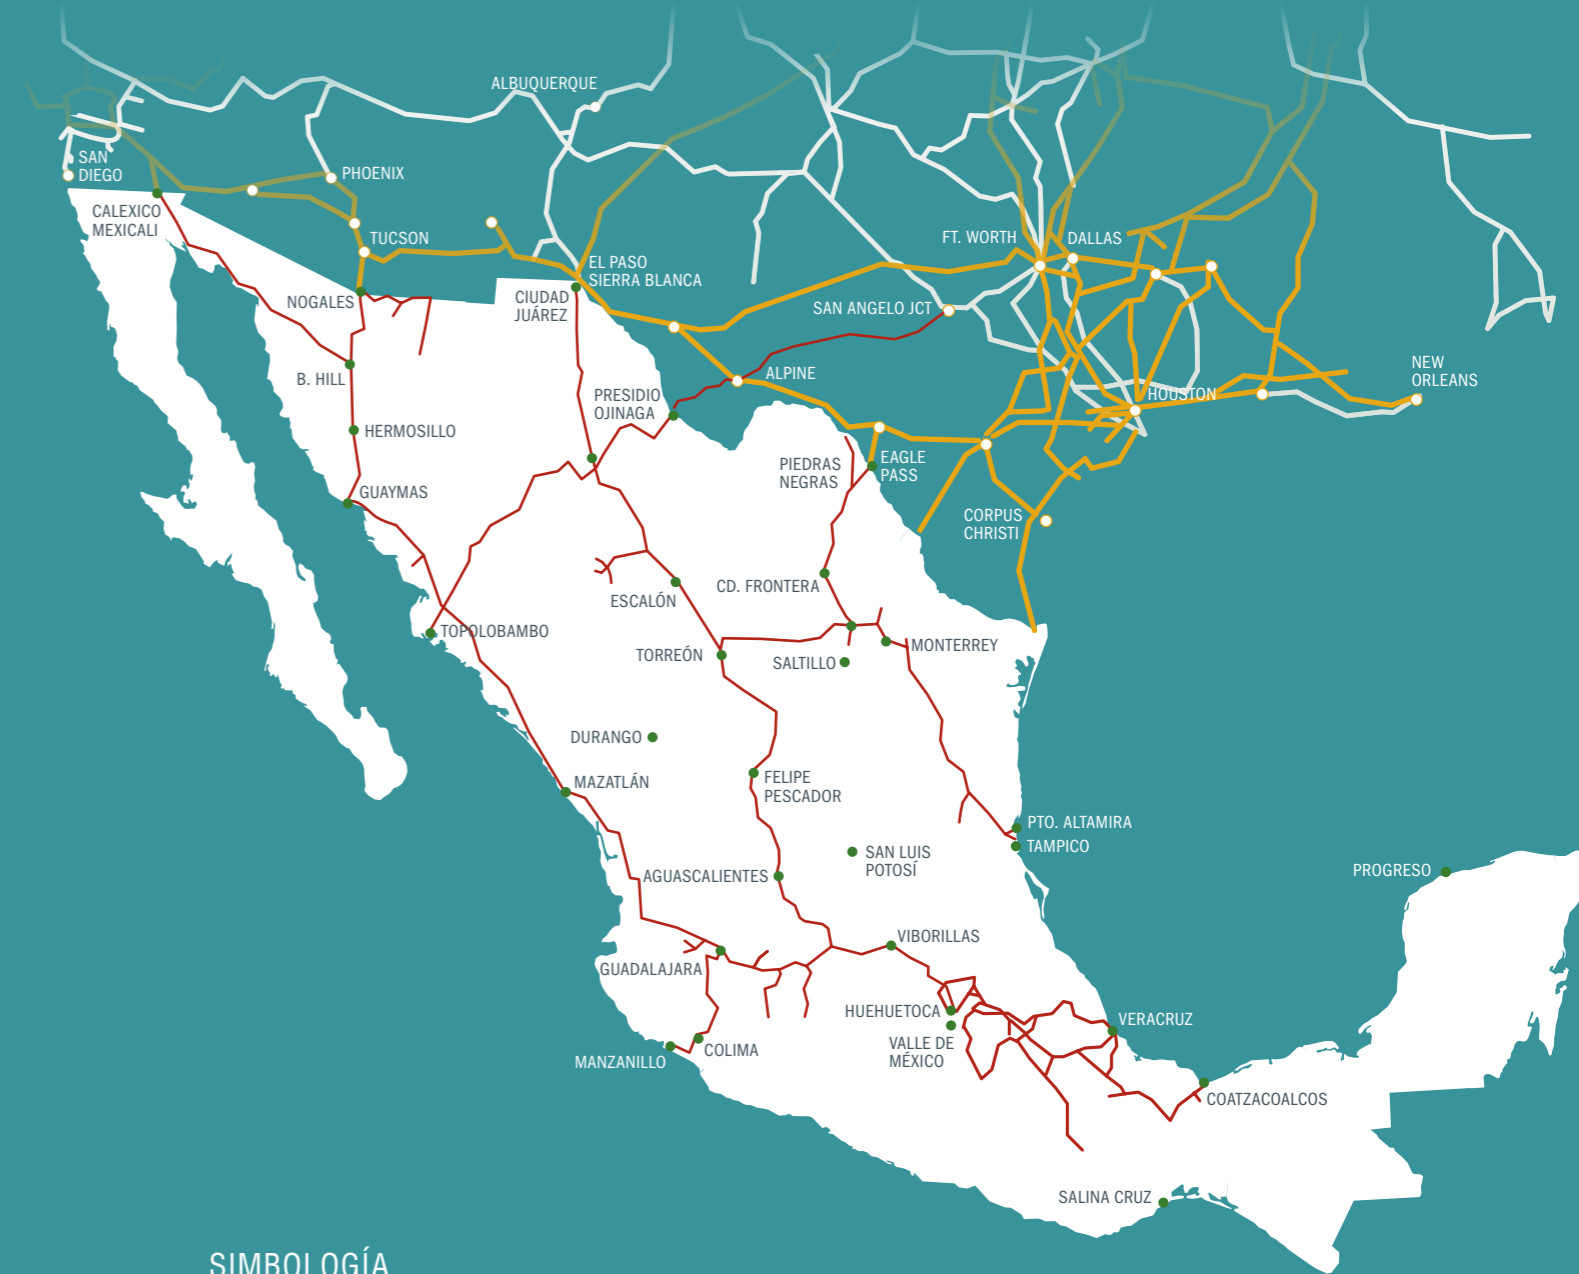 ALBUQUERQUE
SAN
DIEGO
PHOENIX
CALEXICO
MEXICALI
TUCSON
FT. WORTH
DALLAS
EL PASO
SIERRA BLANCA
NOGALES
CIUDAD
JUÁREZ
SAN ANGELO JCT
B. HILL
ALPINE
NEW
ORLEANS
PRESIDIO
OJINAGA
HOUSTON
HERMOSILLO
PIEDRAS
NEGRAS
EAGLE
PASS
GUAYMAS
CORPUS
CHRISTI
CD. FRONTERA
ESCALÓN
TOPOLOBAMBO
TORREÓN
SALTILLO
MONTERREY
DURANGO
MAZATLÁN
FELIPE
PESCADOR
PTO. ALTAMIRA
TAMPICO
SAN LUIS
POTOSÍ
AGUASCALIENTES
PROGRESO
VIBORILLAS
GUADALAJARA
HUEHUETOCA
VERACRUZ
VALLE DE
MÉXICO
COLIMA
MANZANILLO
COATZACOALCOS
SALINA CRUZ
SIMBOLOGÍA